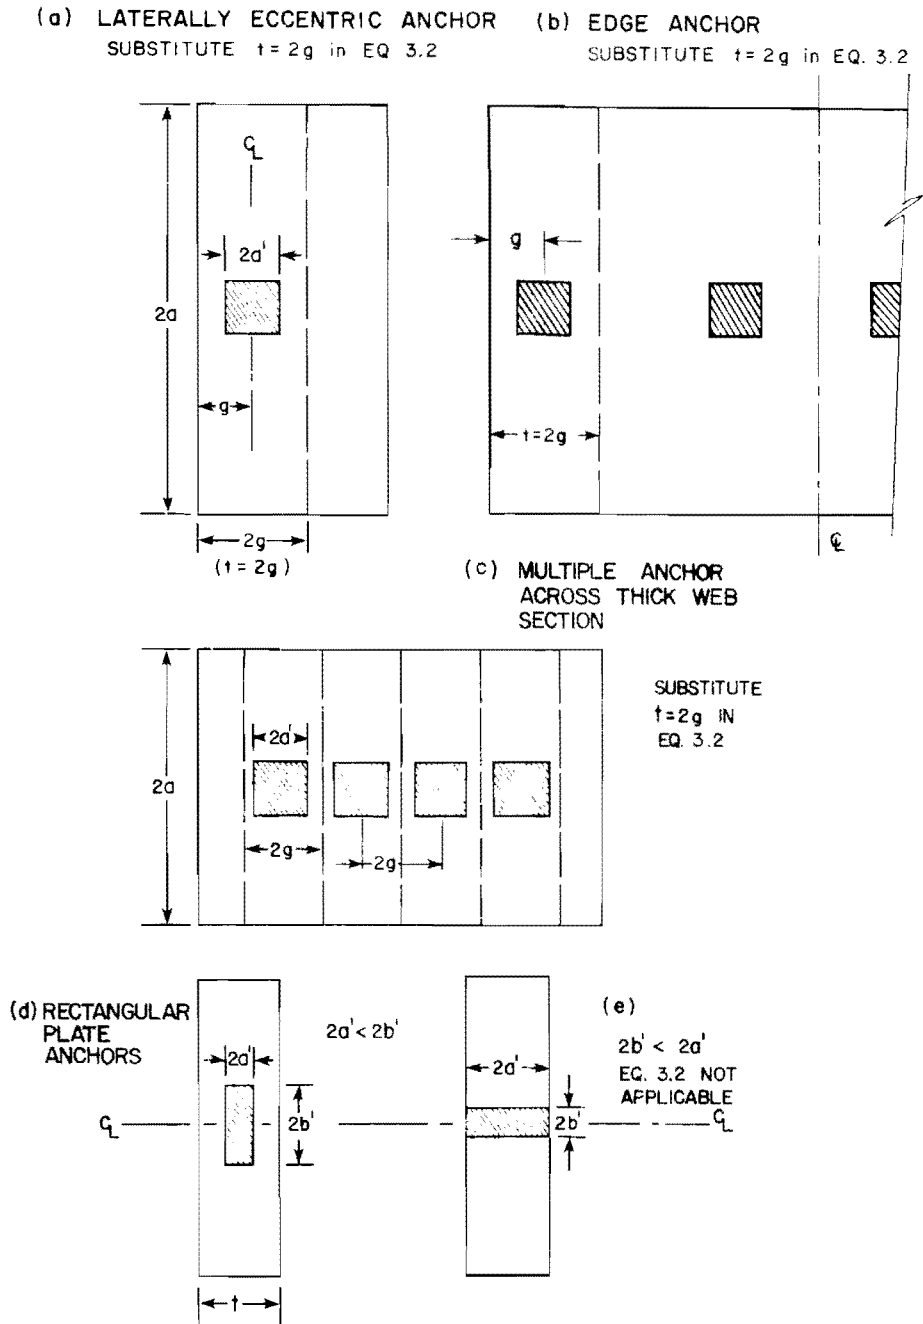 (a) LATERALLY ECCENTRIC ANCHOR
SUBSTITUTE t=2g in EQ 3.2
(b) EDGE ANCHOR
SUBSTITUTE t=2g in EQ. 3.2
C L
2a'
2a
g
2g
(t=2g)
g
t=2g
C L
(c) MULTIPLE ANCHOR
ACROSS THICK WEB
SECTION
SUBSTITUTE
t=2g IN
EQ. 3.2
2a'
2a
2g
2g
(d) RECTANGULAR
PLATE
ANCHORS
2a' < 2b'
2a'
2b'
C L
t
(e)
2b' < 2a'
EQ. 3.2 NOT
APPLICABLE
2a'
2b'
C L